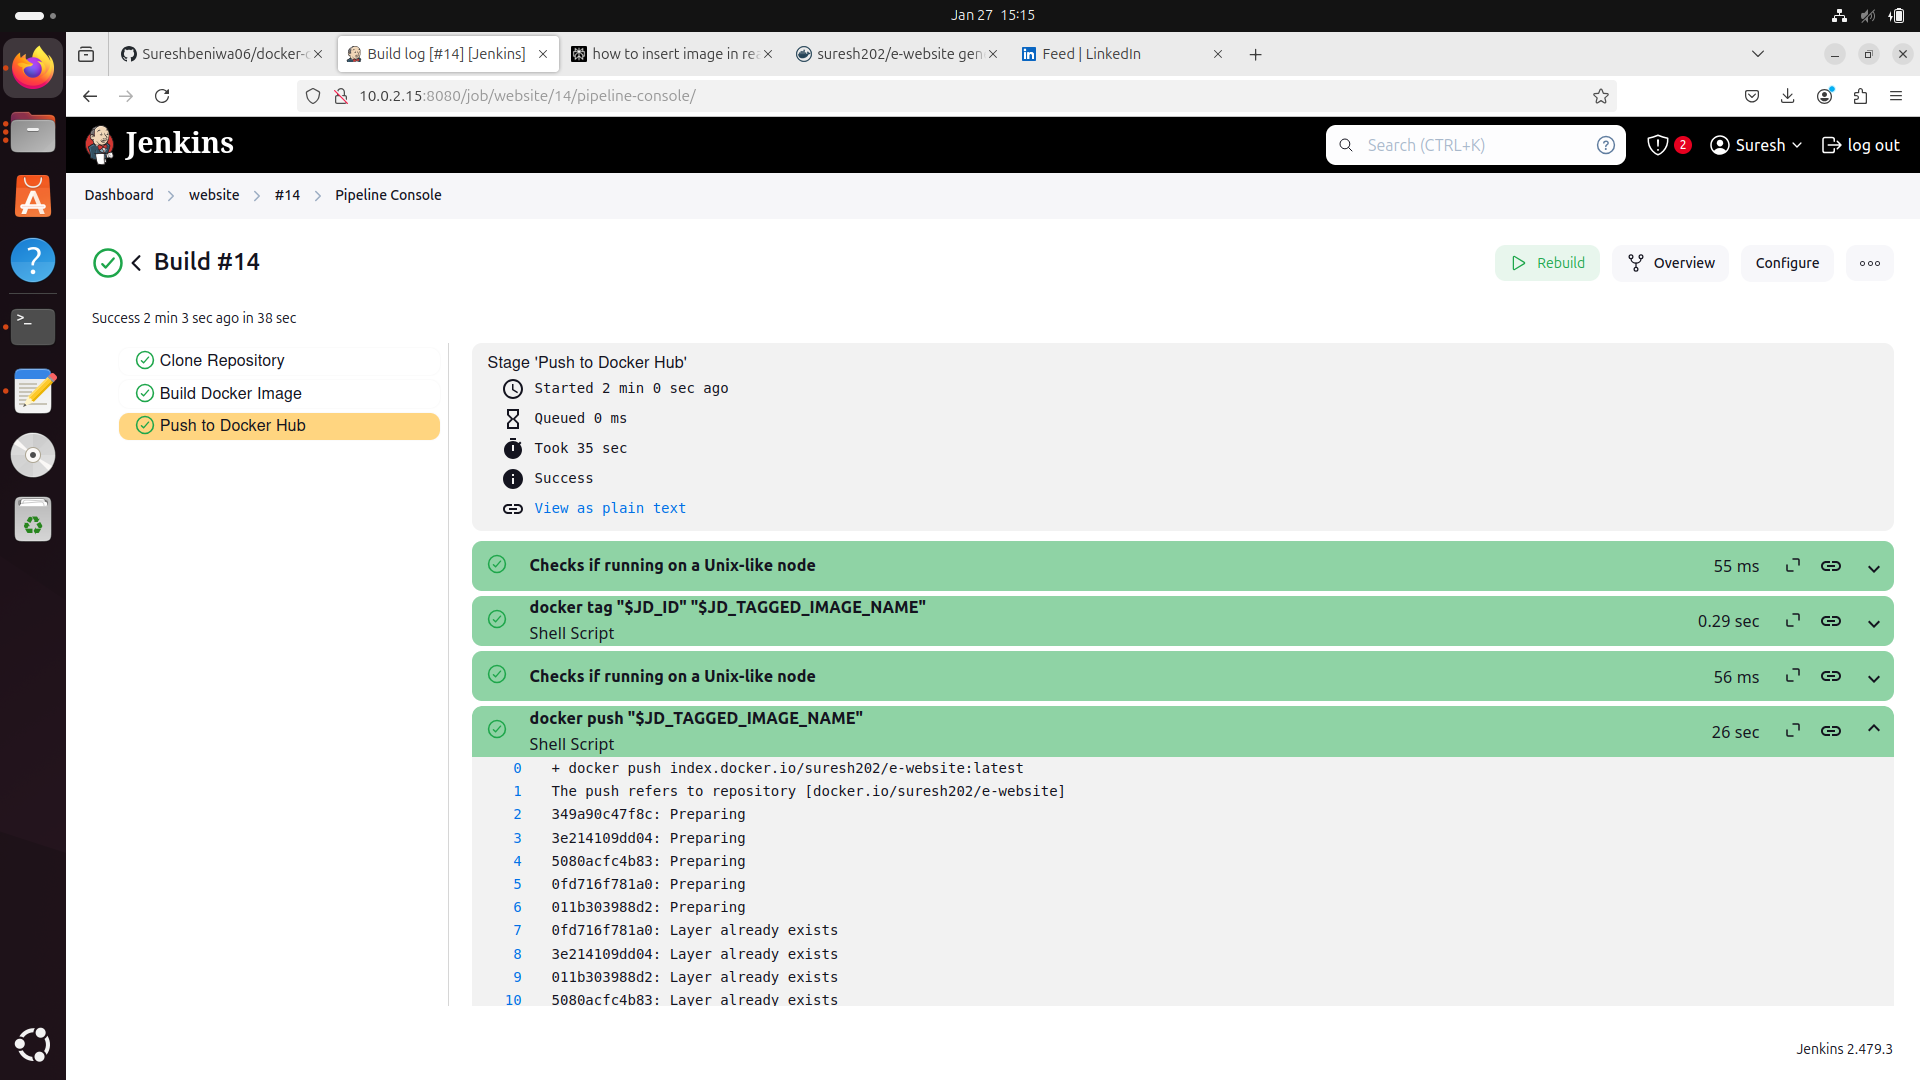 Jan 27 15:15
Sureshbeniwa06/docker-c
Build log [#14] [Jenkins]
how to insert image in rea
suresh202/e-website gen
Feed | LinkedIn
10.0.2.15:8080/job/website/14/pipeline-console/
Jenkins
Search (CTRL+K)
2
Suresh
log out
Dashboard
website
#14
Pipeline Console
Build #14
Rebuild
Overview
Configure
Success 2 min 3 sec ago in 38 sec
Clone Repository
Build Docker Image
Push to Docker Hub
Stage 'Push to Docker Hub'
Started 2 min 0 sec ago
Queued 0 ms
Took 35 sec
Success
View as plain text
Checks if running on a Unix-like node
55 ms
docker tag "$JD_ID" "$JD_TAGGED_IMAGE_NAME"
Shell Script
0.29 sec
Checks if running on a Unix-like node
56 ms
docker push "$JD_TAGGED_IMAGE_NAME"
Shell Script
26 sec
0 + docker push index.docker.io/suresh202/e-website:latest
1 The push refers to repository [docker.io/suresh202/e-website]
2 349a90c47f8c: Preparing
3 3e214109dd04: Preparing
4 5080acfc4b83: Preparing
5 0fd716f781a0: Preparing
6 011b303988d2: Preparing
7 0fd716f781a0: Layer already exists
8 3e214109dd04: Layer already exists
9 011b303988d2: Layer already exists
10 5080acfc4b83: Layer already exists
Jenkins 2.479.3